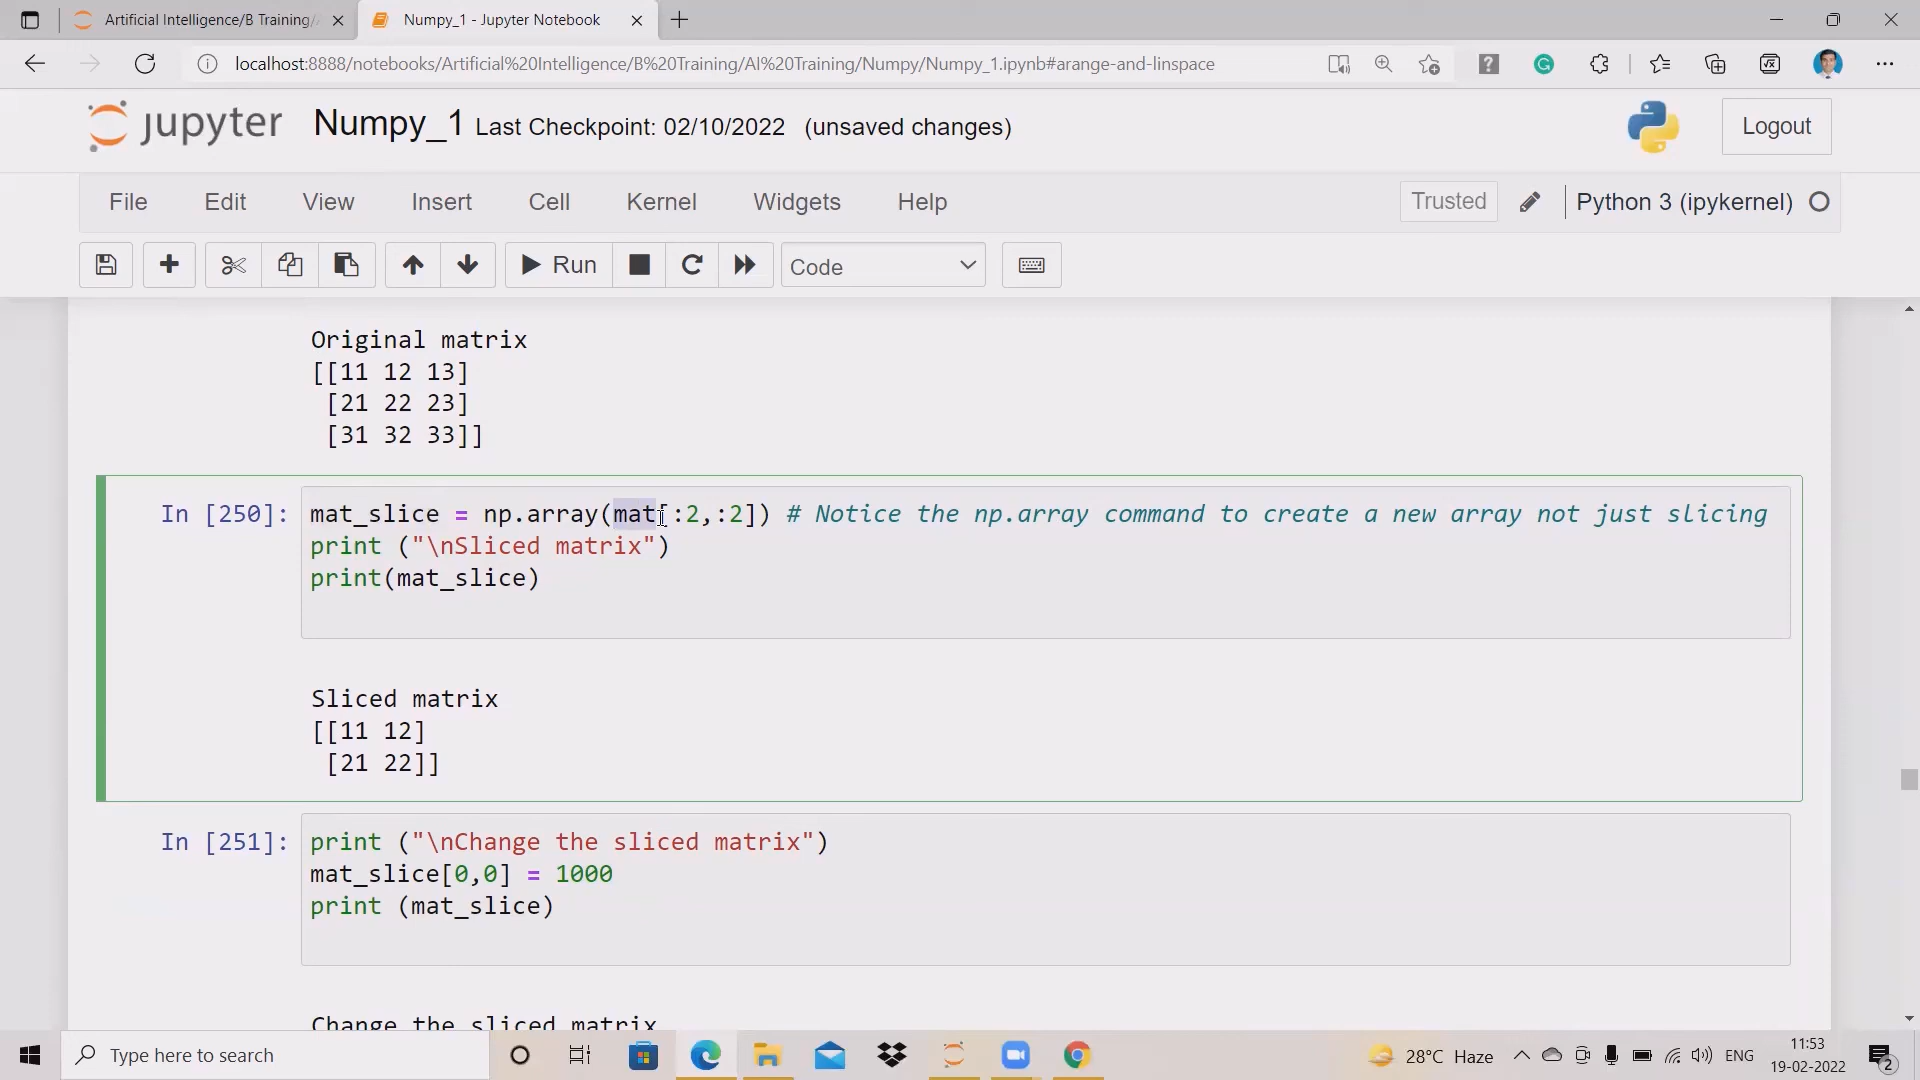 Artificial Intelligence/B Training/
Numpy_1 - Jupyter Notebook
localhost:8888/notebooks/Artificial%20Intelligence/B%20Training/AI%20Training/Numpy/Numpy_1.ipynb#arange-and-linspace
jupyter Numpy_1 Last Checkpoint: 02/10/2022 (unsaved changes)
Logout
File Edit View Insert Cell Kernel Widgets Help
Trusted
Python 3 (ipykernel)
Run
Code
Original matrix
[[11 12 13]
[21 22 23]
[31 32 33]]
In [250]: mat_slice = np.array(mat[:2,:2]) # Notice the np.array command to create a new array not just slicing
print ("\nSliced matrix")
print(mat_slice)
Sliced matrix
[[11 12]
[21 22]]
In [251]: print ("\nChange the sliced matrix")
mat_slice[0,0] = 1000
print (mat_slice)
Change the sliced matrix
Type here to search
28°C Haze
ENG
11:53
19-02-2022
2